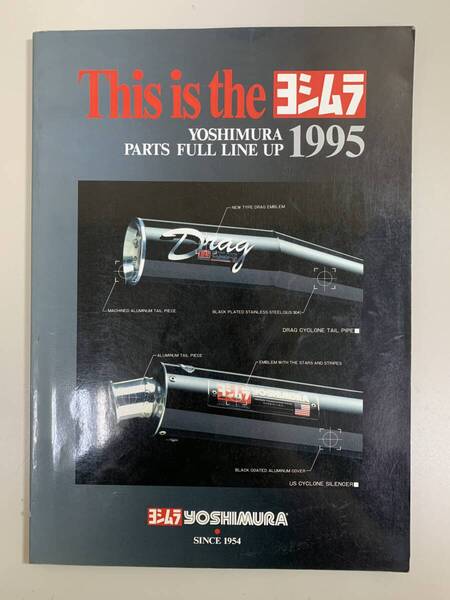 This is the ヨシムラ
YOSHIMURA
PARTS FULL LINE UP 1995
NEW TYPE DRAG EMBLEM
Drag
MACHINED ALUMINUM TAIL PIECE
BLACK PLATED STAINLESS STEEL(SUS 304)
DRAG CYCLONE TAIL PIPE
ALUMINUM TAIL PIECE
EMBLEM WITH THE STARS AND STRIPES
ヨシムラ YOSHIMURA
BLACK COATED ALUMINUM COVER
US CYCLONE SILENCER
ヨシムラ YOSHIMURA
SINCE 1954